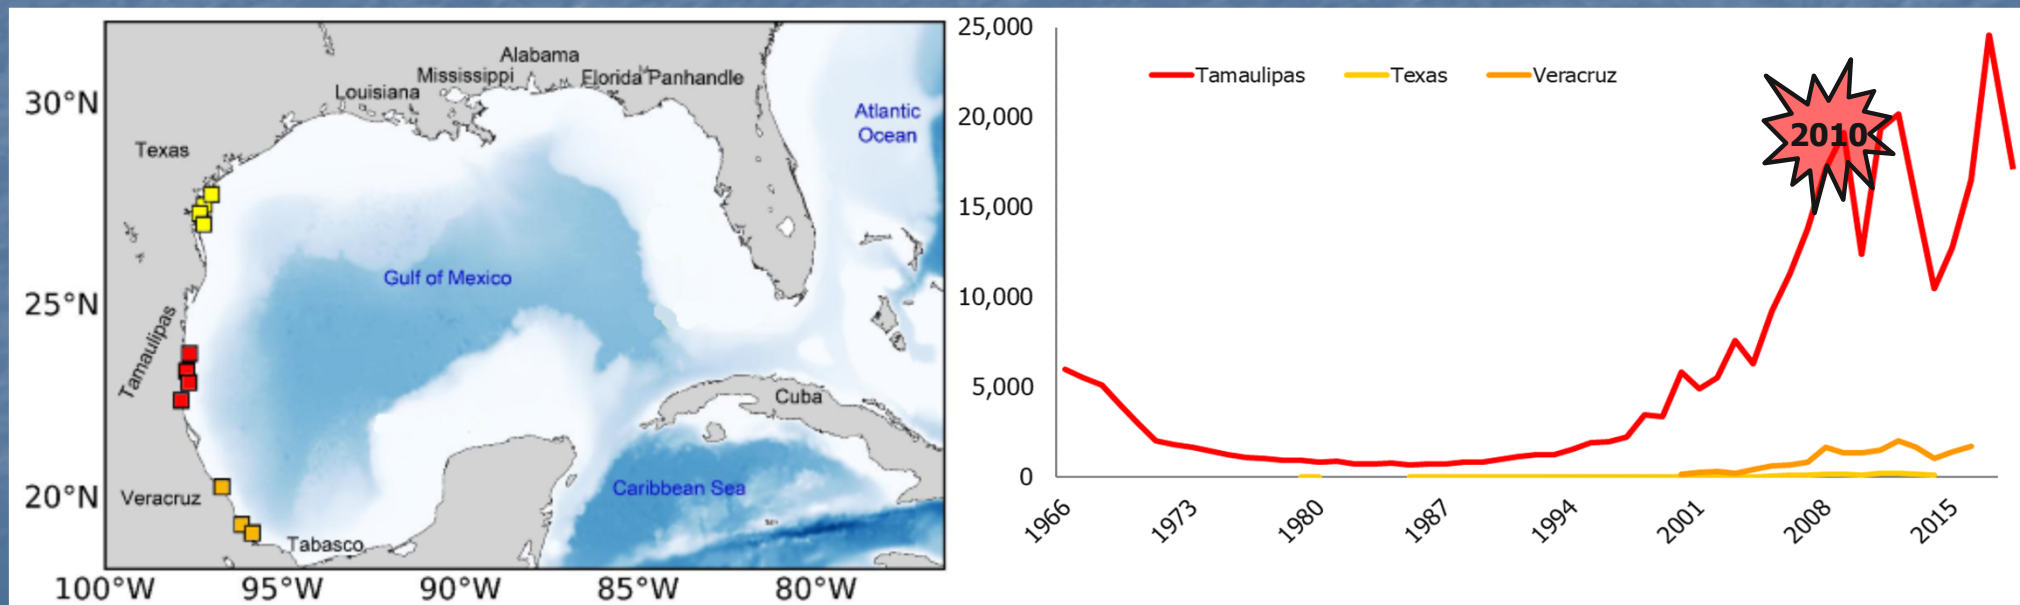 Alabama
Mississippi
Florida Panhandle
Louisiana
Texas
Atlantic
Ocean
Gulf of Mexico
Tamaulipas
Cuba
Veracruz
Caribbean Sea
Tabasco
30°N
25°N
20°N
100°W 95°W 90°W 85°W 80°W
25,000
20,000
15,000
10,000
5,000
0
Tamaulipas Texas Veracruz
2010
1966 1973 1980 1987 1994 2001 2008 2015